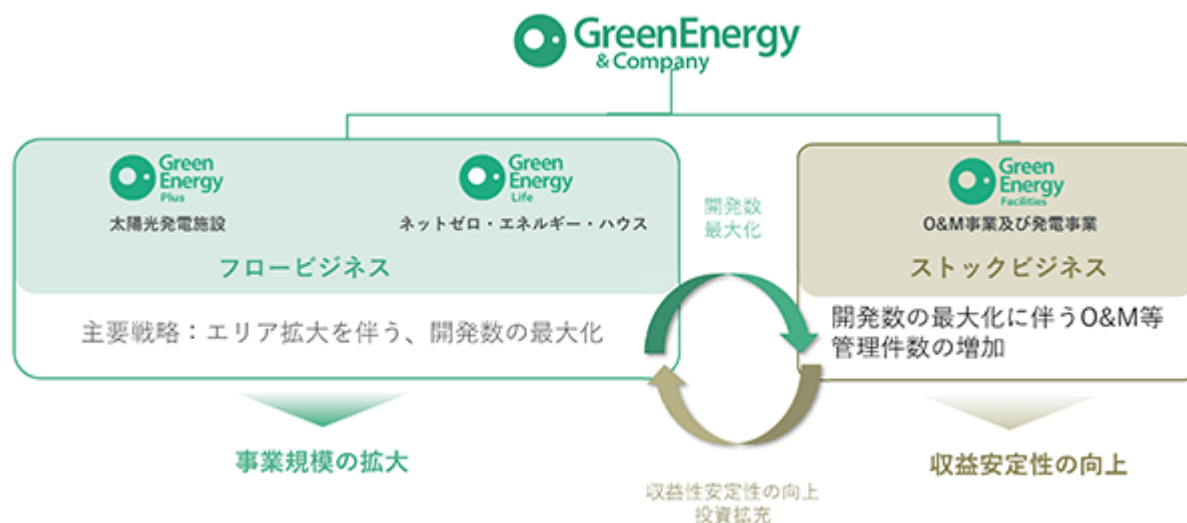 GreenEnergy
& Company
Green
Energy
Plus
太陽光発電施設
Green
Energy
Life
ネットゼロ・エネルギー・ハウス
フロービジネス
主要戦略：エリア拡大を伴う、開発数の最大化
事業規模の拡大
開発数
最大化
収益性安定性の向上
投資拡充
Green
Energy
Facilities
O&M事業及び発電事業
ストックビジネス
開発数の最大化に伴うO&M等
管理件数の増加
収益安定性の向上